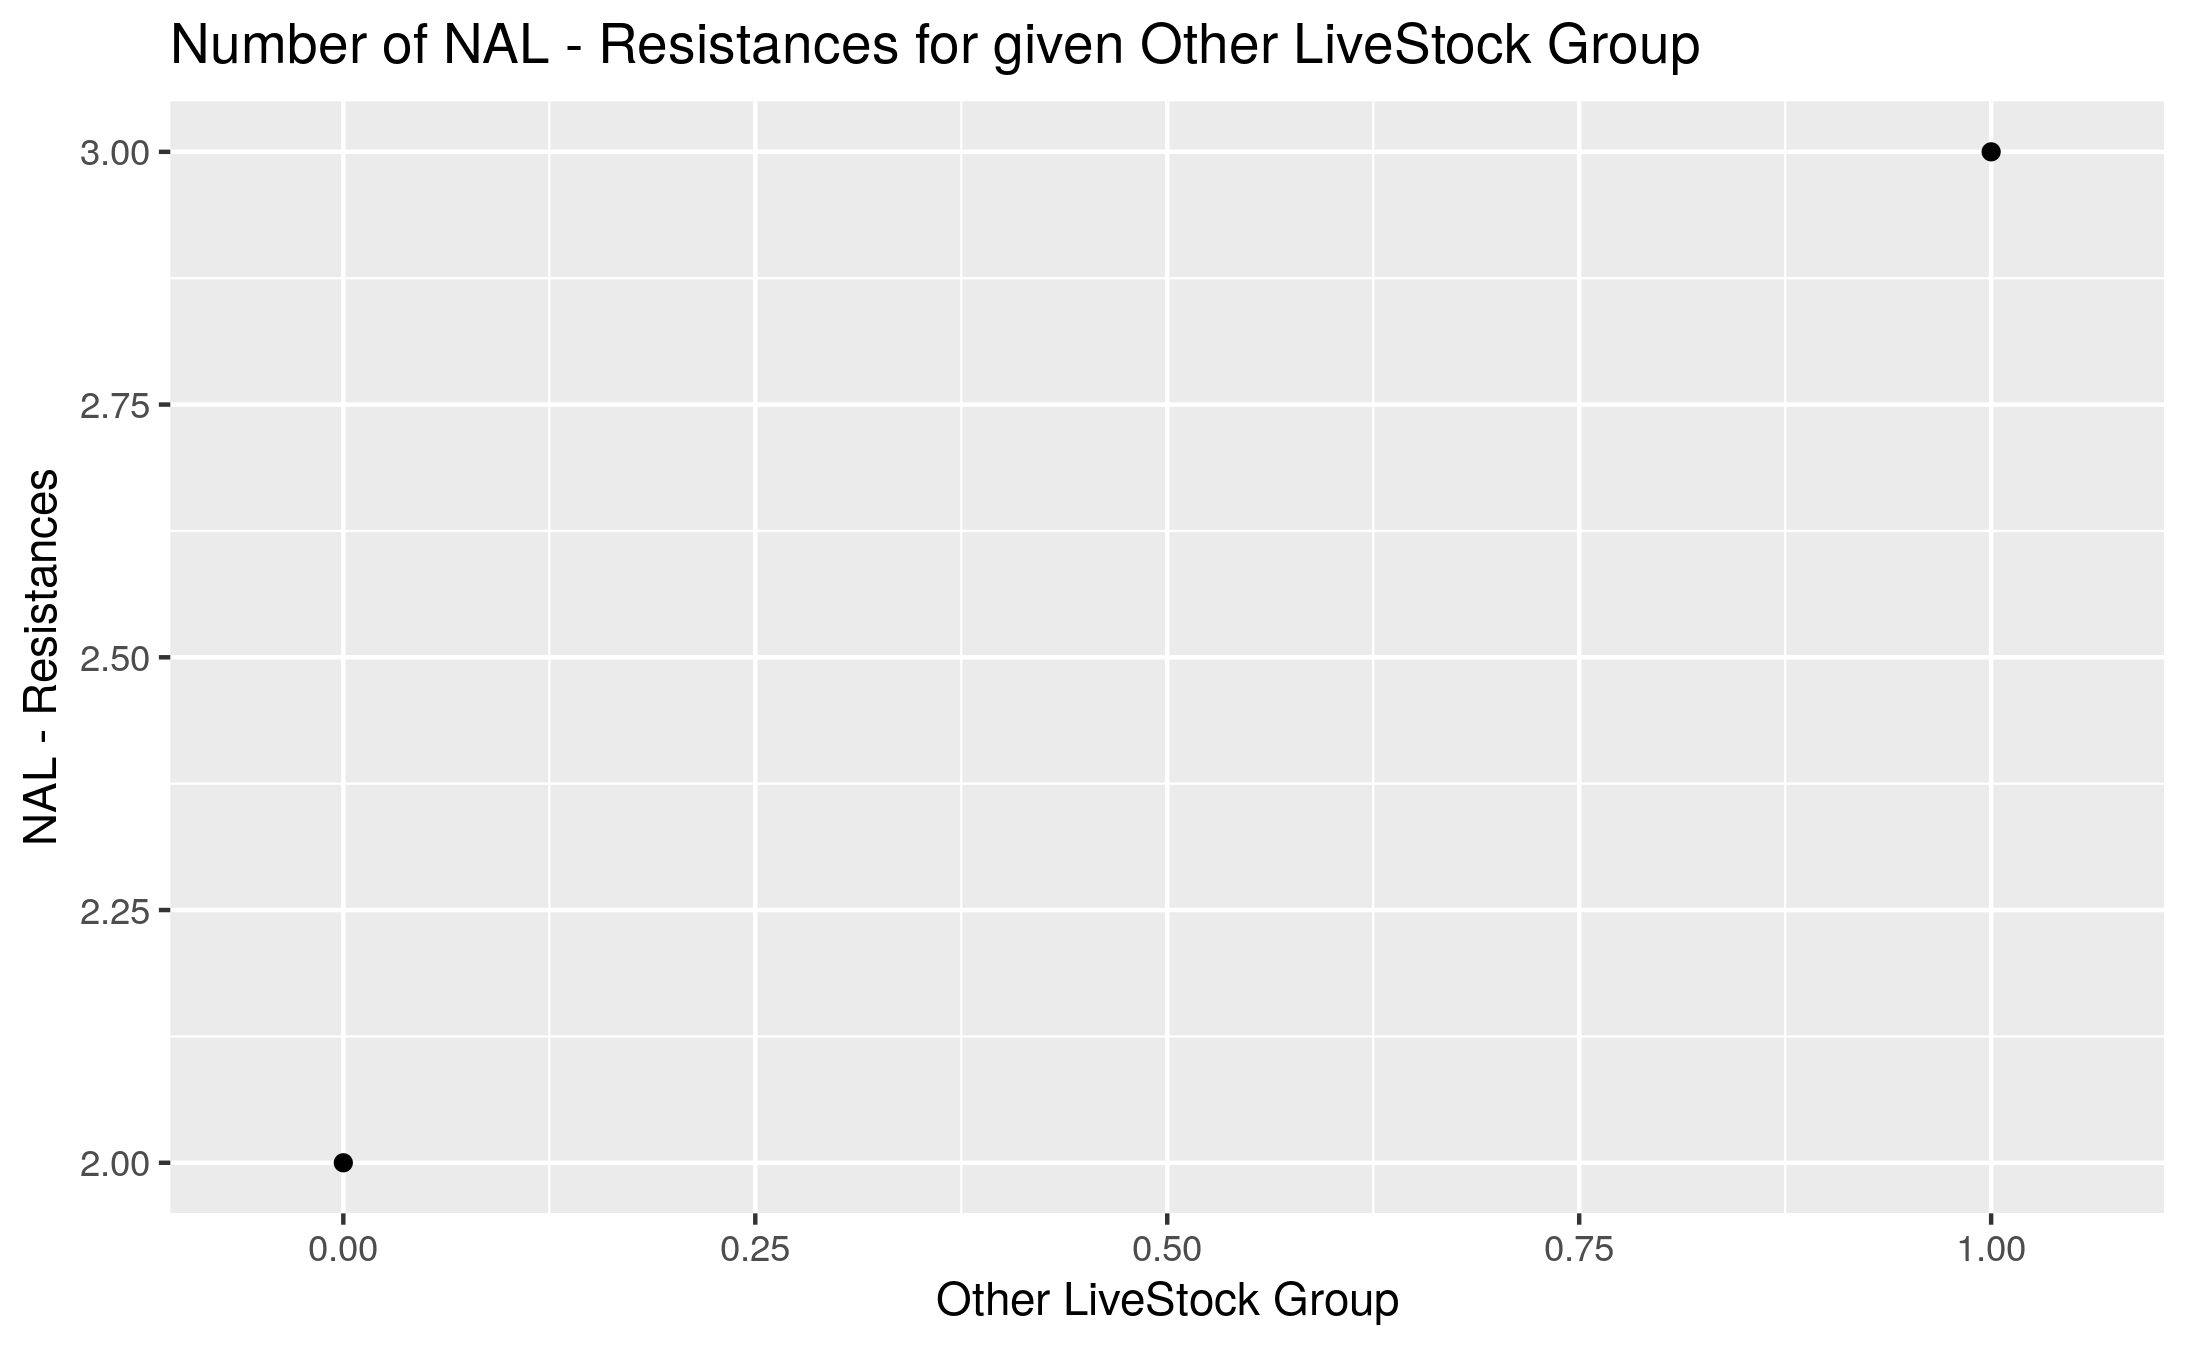 Number of NAL - Resistances for given Other LiveStock Group
3.00
2.75
2.50
2.25
2.00
NAL - Resistances
0.00 0.25 0.50 0.75 1.00
Other LiveStock Group